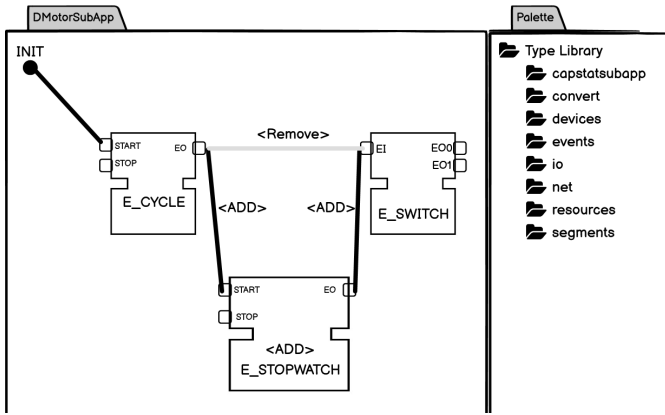 DMotorSubApp
Palette
INIT
Type Library
capstatsubapp
convert
devices
events
io
net
resources
segments
<Remove>
START EO
STOP
E_CYCLE
EI EO0
EO1
E_SWITCH
<ADD> <ADD>
START EO
STOP
<ADD>
E_STOPWATCH